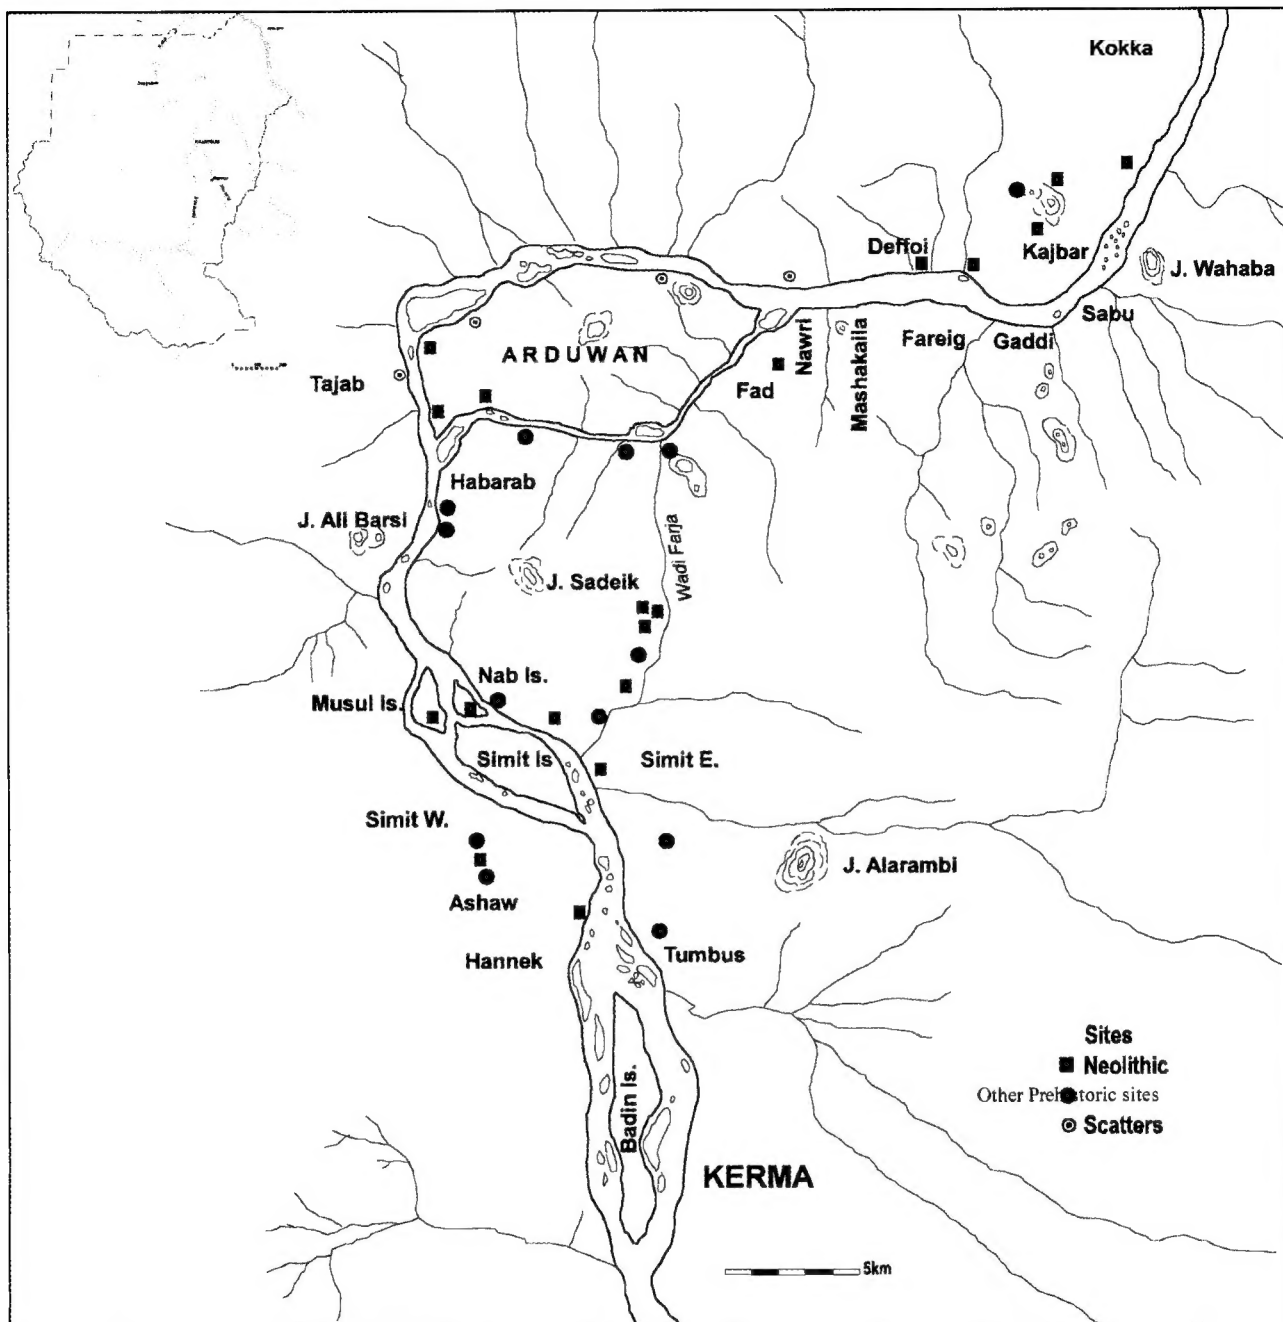 Kokka
Deffoi
Kajbar
J. Wahaba
Sabu
Fareig
Gaddi
Nawri
Mashakaila
ARDUWAN
Tajab
Fad
Habarab
J. Ali Barsi
J. Sadeik
Wadi Farja
Nab Is.
Musul Is.
Simit Is
Simit E.
Simit W.
J. Alarambi
Ashaw
Hannek
Tumbus
Sites
Neolithic
Other Prehistoric sites
Scatters
Badin Is.
KERMA
5km